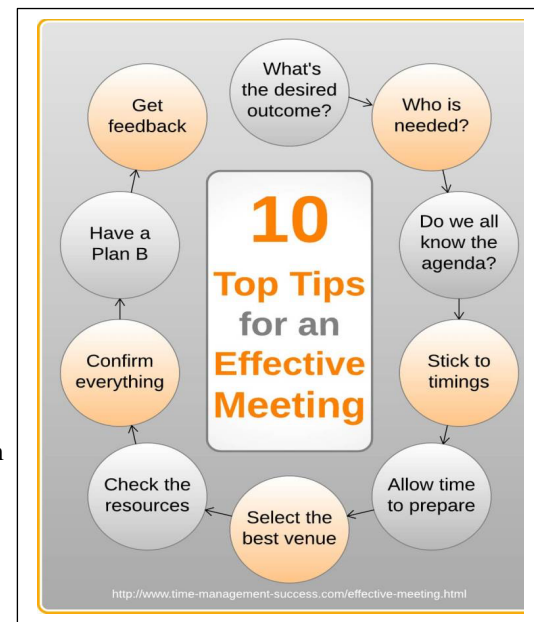 What's
the desired
outcome?
Who is
needed?
Do we all
know the
agenda?
Stick to
timings
Allow time
to prepare
Select the
best venue
Check the
resources
Confirm
everything
Have a
Plan B
Get
feedback
10
Top Tips
for an
Effective
Meeting
http://www.time-management-success.com/effective-meeting.html
n